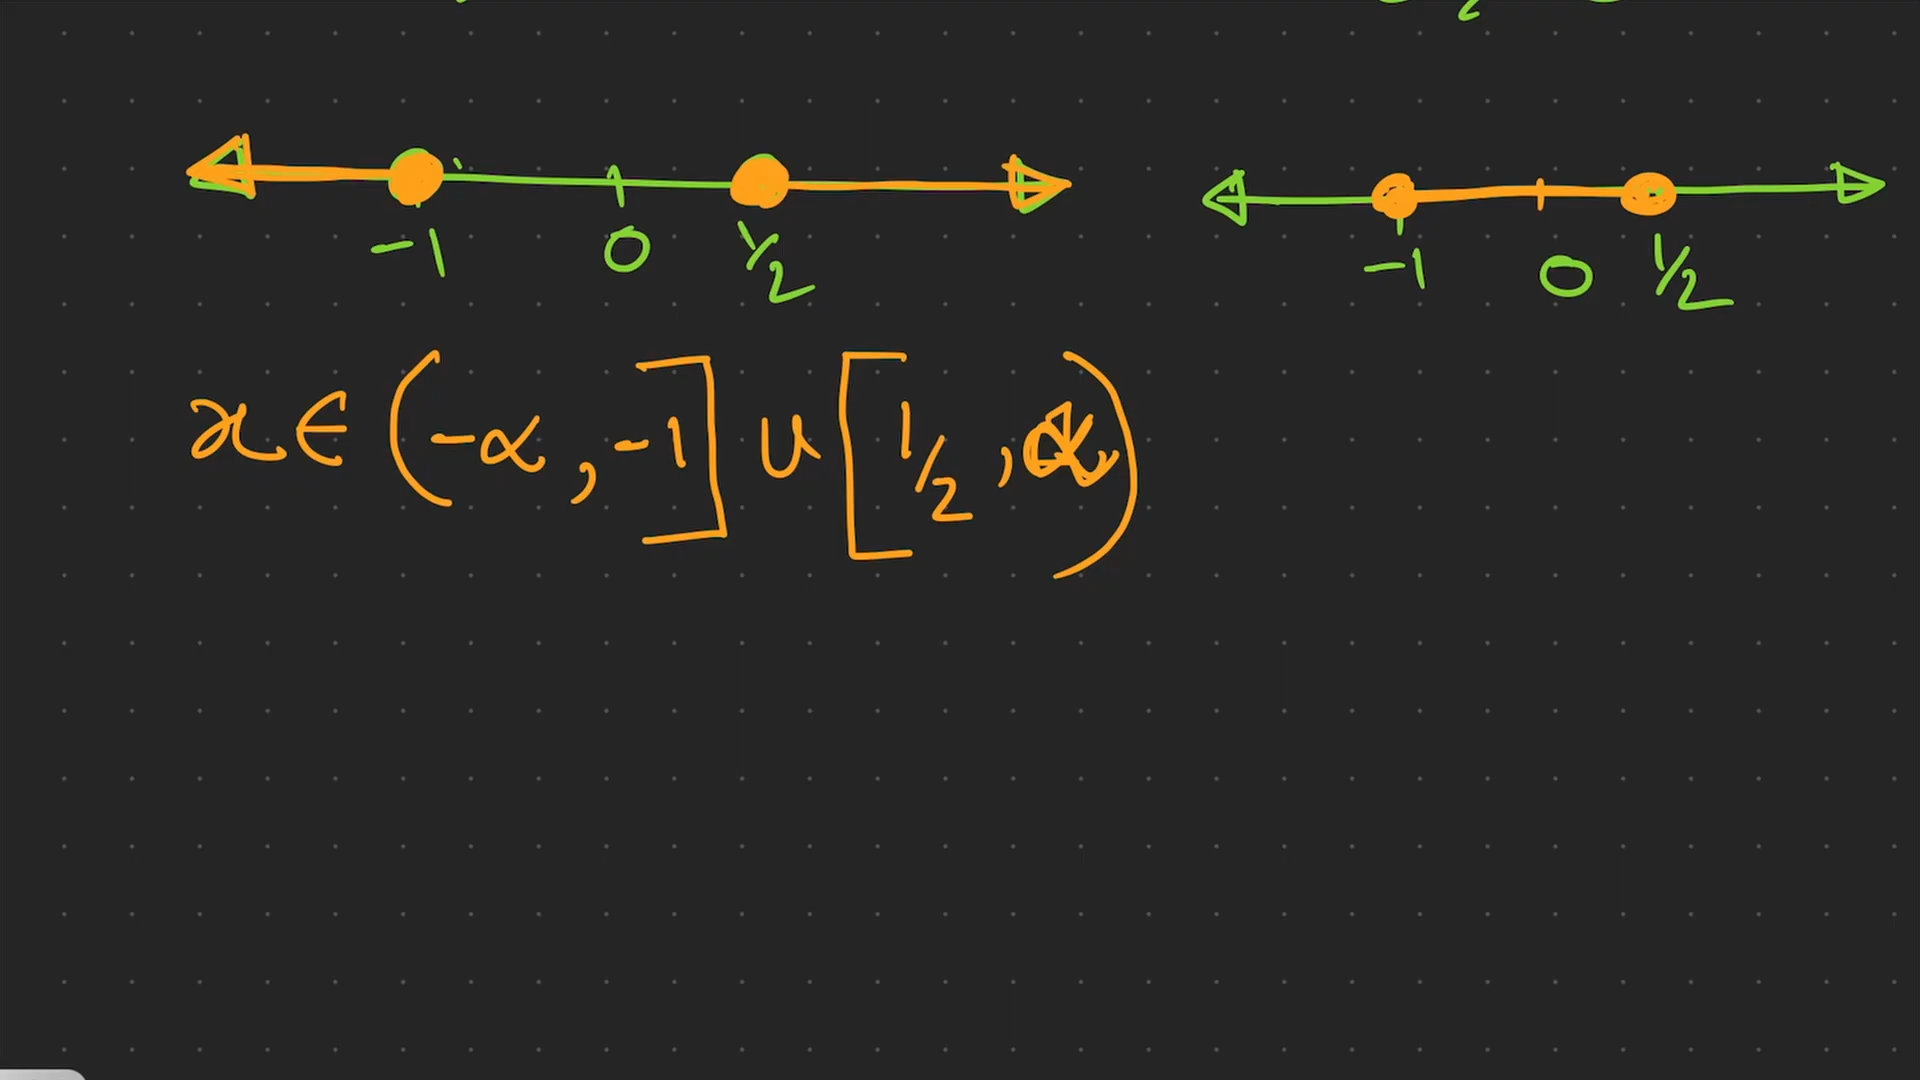 -1 0 1/2
-1 0 1/2
x∈ (-α, -1] ∪ [1/2, α)